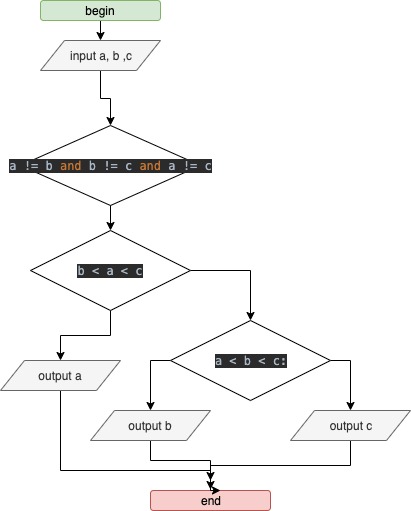 begin
input a, b ,c
a != b and b != c and a != c
b < a < c
a < b < c:
output a
output b
output c
end